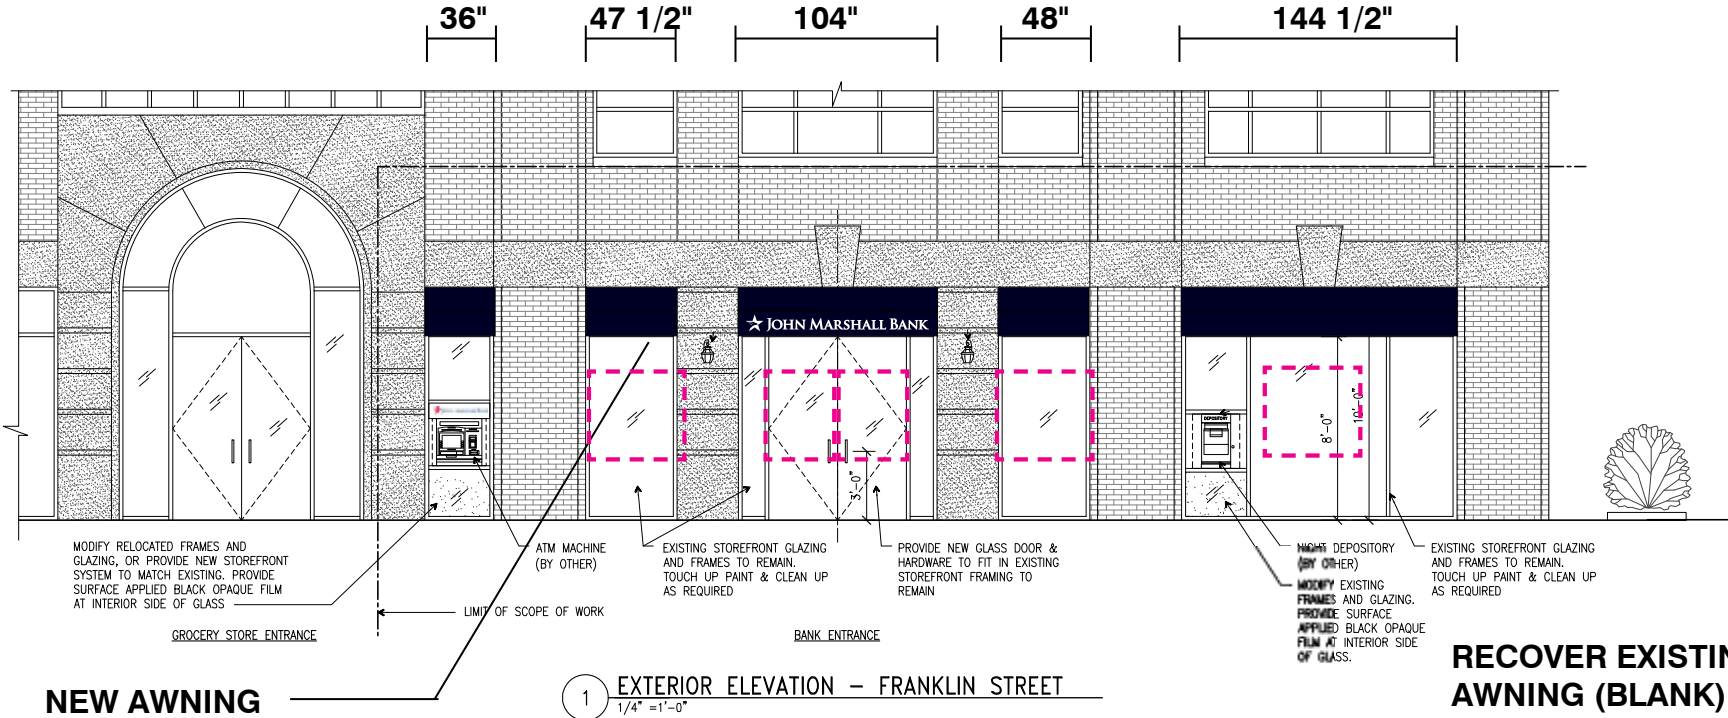 36"
47 1/2"
104"
48"
144 1/2"
JOHN MARSHALL BANK
DEPOSITORY
8'-0"
10'-0"
3'-0"
MODIFY RELOCATED FRAMES AND
GLAZING, OR PROVIDE NEW STOREFRONT
SYSTEM TO MATCH EXISTING. PROVIDE
SURFACE APPLIED BLACK OPAQUE FILM
AT INTERIOR SIDE OF GLASS
ATM MACHINE
(BY OTHER)
EXISTING STOREFRONT GLAZING
AND FRAMES TO REMAIN.
TOUCH UP PAINT & CLEAN UP
AS REQUIRED
PROVIDE NEW GLASS DOOR &
HARDWARE TO FIT IN EXISTING
STOREFRONT FRAMING TO
REMAIN
NIGHT DEPOSITORY
(BY OTHER)
MODIFY EXISTING
FRAMES AND GLAZING.
PROVIDE SURFACE
APPLIED BLACK OPAQUE
FILM AT INTERIOR SIDE
OF GLASS.
EXISTING STOREFRONT GLAZING
AND FRAMES TO REMAIN.
TOUCH UP PAINT & CLEAN UP
AS REQUIRED
LIMIT OF SCOPE OF WORK
GROCERY STORE ENTRANCE
BANK ENTRANCE
NEW AWNING
1 EXTERIOR ELEVATION – FRANKLIN STREET
1/4" =1'-0"
RECOVER EXISTIN
AWNING (BLANK)